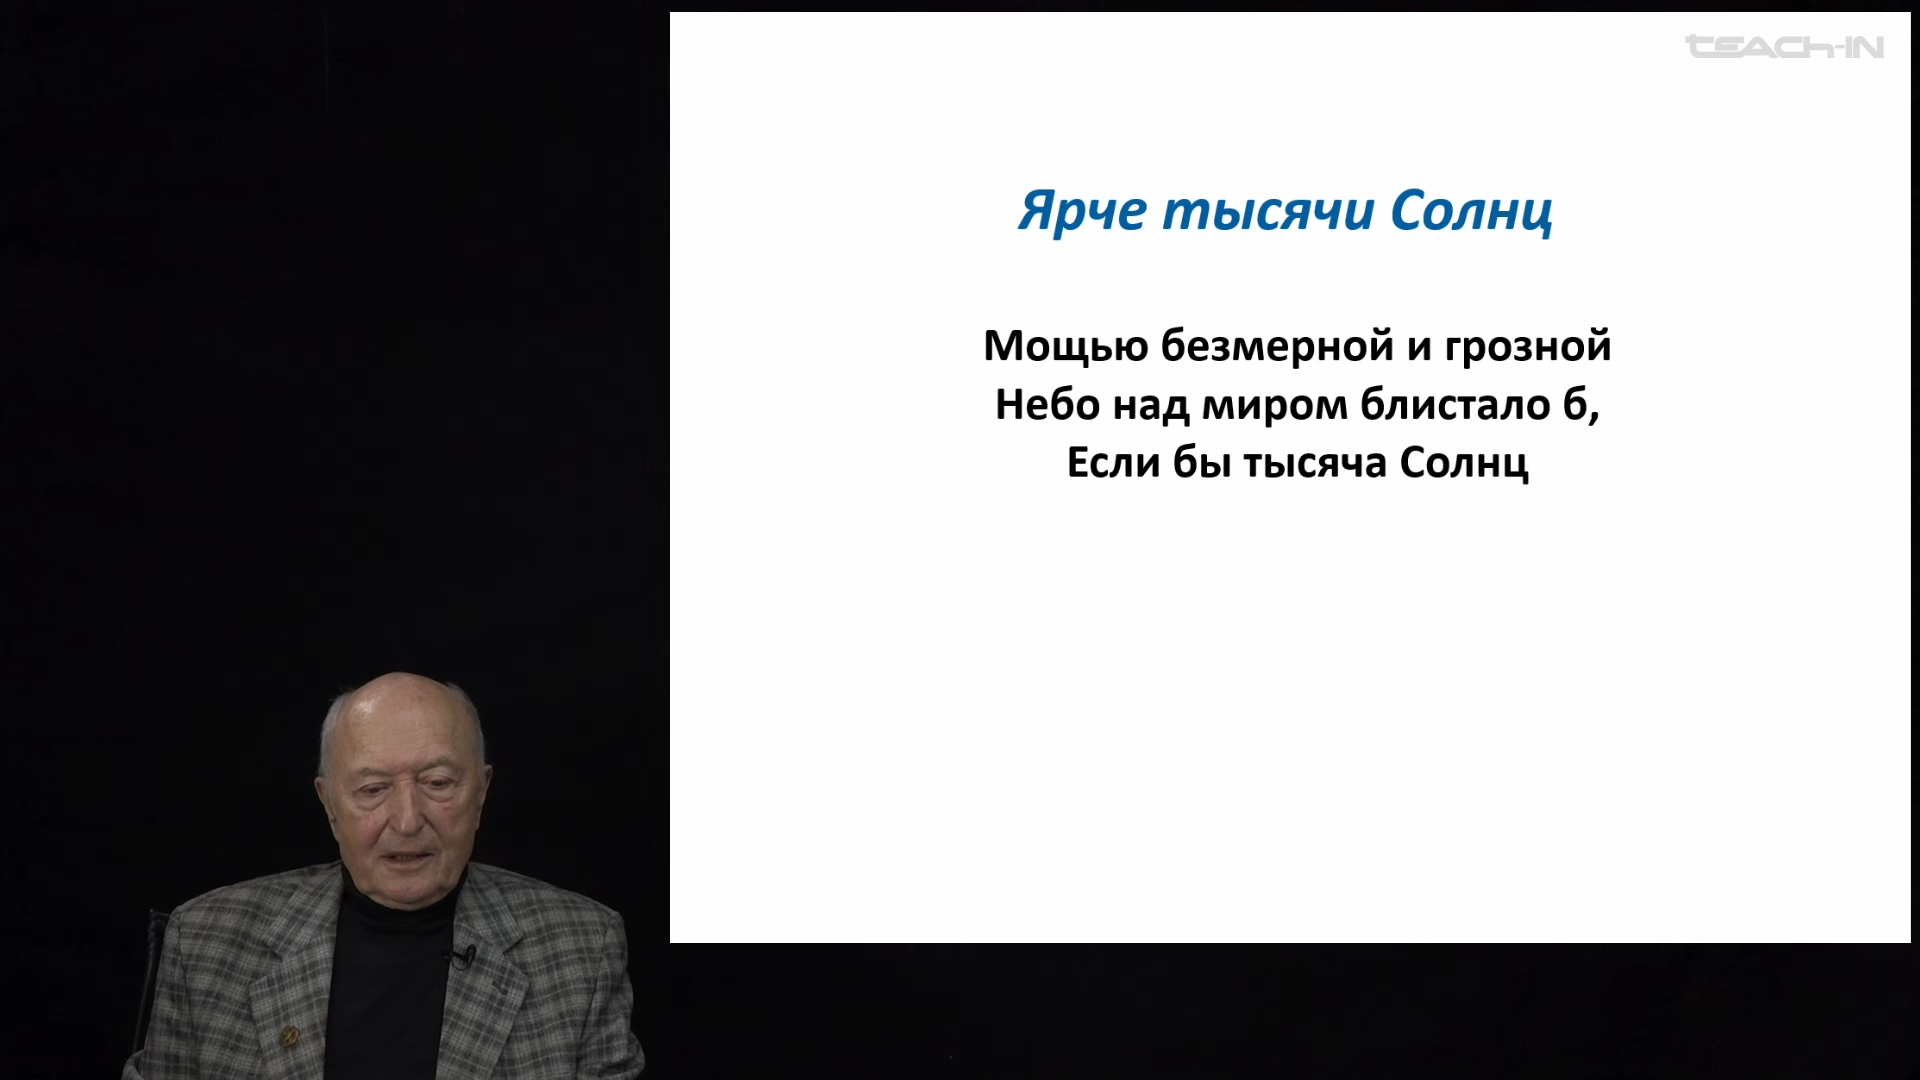 TEACH-IN
Ярче тысячи Солнц
Мощью безмерной и грозной
Небо над миром блистало б,
Если бы тысяча Солнц